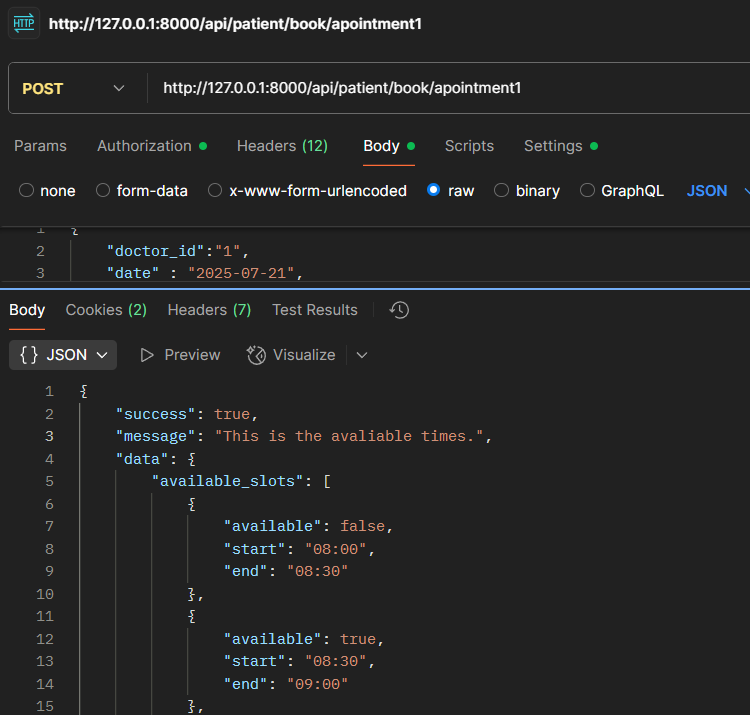 HTTP http://127.0.0.1:8000/api/patient/book/apointment1
POST http://127.0.0.1:8000/api/patient/book/apointment1
Params Authorization Headers (12) Body Scripts Settings
none form-data x-www-form-urlencoded raw binary GraphQL JSON
1 {
2 "doctor_id":"1",
3 "date" : "2025-07-21",
Body Cookies (2) Headers (7) Test Results
{} JSON Preview Visualize
1 {
2 "success": true,
3 "message": "This is the avaliable times.",
4 "data": {
5 "available_slots": [
6 {
7 "available": false,
8 "start": "08:00",
9 "end": "08:30"
10 },
11 {
12 "available": true,
13 "start": "08:30",
14 "end": "09:00"
15 },